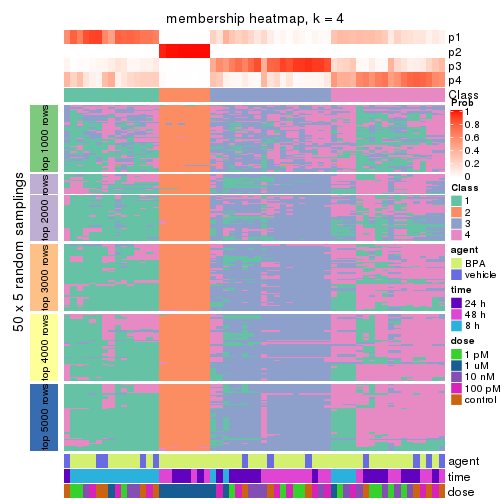 membership heatmap, k = 4
p1
p2
p3
p4
Class
50 x 5 random samplings
top 1000 rows
top 2000 rows
top 3000 rows
top 4000 rows
top 5000 rows
agent
time
dose
Prob
1
0.8
0.6
0.4
0.2
0
Class
1
2
3
4
agent
BPA
vehicle
time
24 h
48 h
8 h
dose
1 pM
1 uM
10 nM
100 pM
control